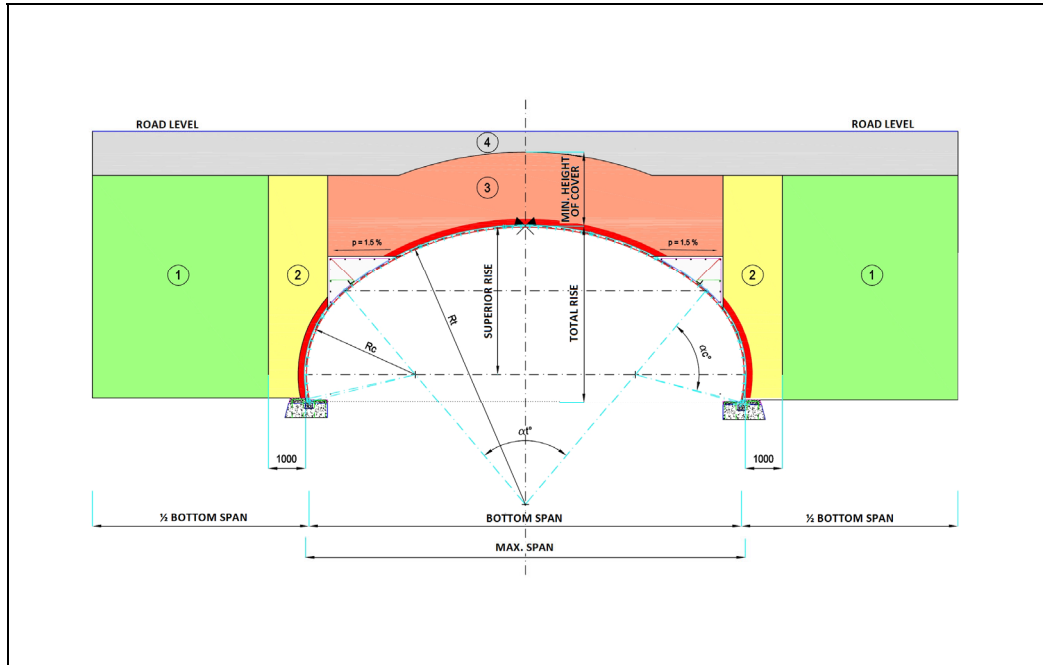 ROAD LEVEL
ROAD LEVEL
4
3
MIN. HEIGHT
OF COVER
p = 1.5 %
p = 1.5 %
1
2
2
1
SUPERIOR RISE
TOTAL RISE
Rt
Rc
αc°
αt°
1000
1000
½ BOTTOM SPAN
BOTTOM SPAN
½ BOTTOM SPAN
MAX. SPAN